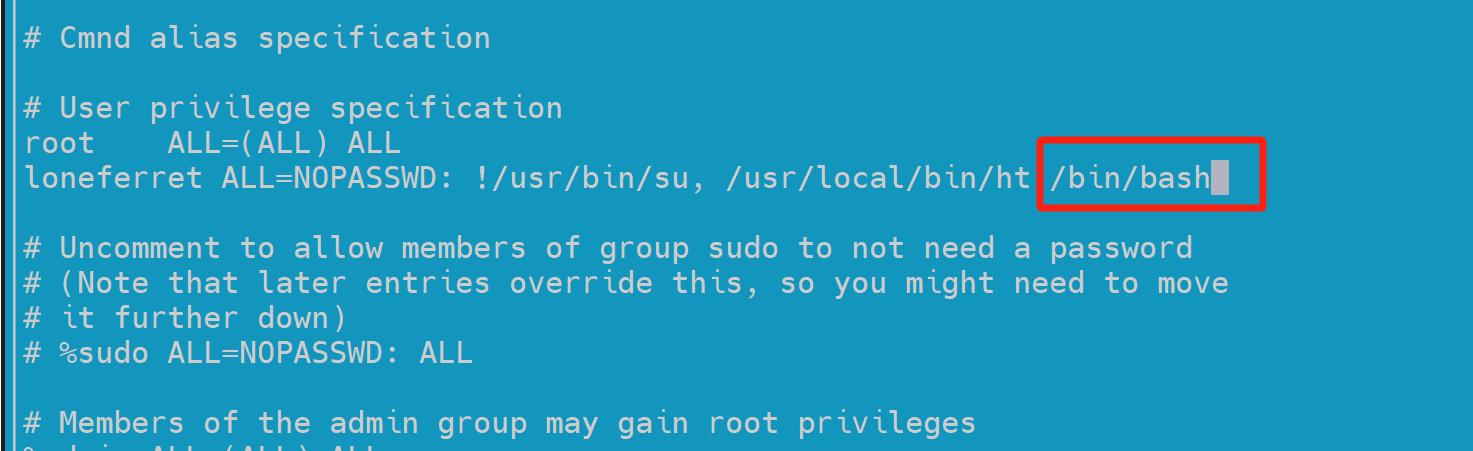 # Cmnd alias specification
# User privilege specification
root    ALL=(ALL) ALL
loneferret ALL=NOPASSWD: !/usr/bin/su, /usr/local/bin/ht /bin/bash
# Uncomment to allow members of group sudo to not need a password
# (Note that later entries override this, so you might need to move
# it further down)
# %sudo ALL=NOPASSWD: ALL
# Members of the admin group may gain root privileges